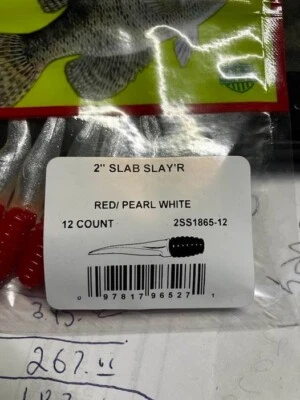 2" SLAB SLAY'R
RED/ PEARL WHITE
12 COUNT 2SS1865-12
0 97817 96527 1
267.